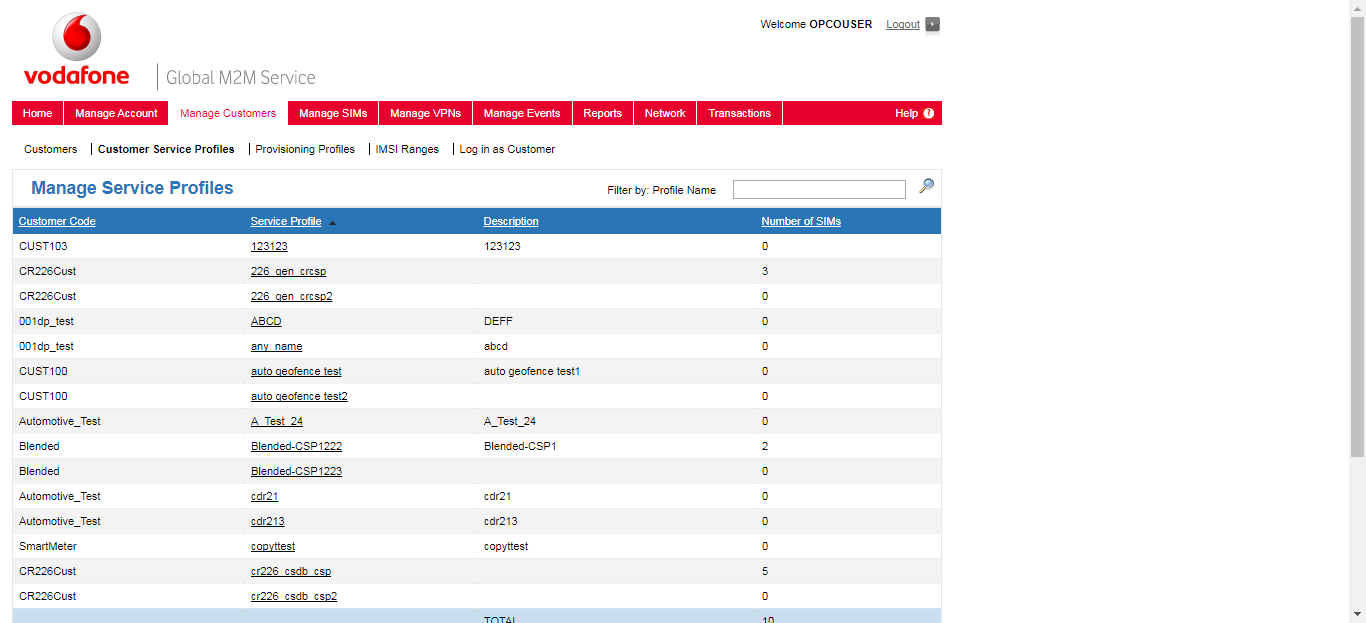 Welcome OPCOUSER Logout
vodafone Global M2M Service
Home Manage Account Manage Customers Manage SIMs Manage VPNs Manage Events Reports Network Transactions Help ?
Customers Customer Service Profiles Provisioning Profiles IMSI Ranges Log in as Customer
Manage Service Profiles Filter by: Profile Name
Customer Code Service Profile Description Number of SIMs
CUST103 123123 123123 0
CR226Cust 226_gen_crcsp 3
CR226Cust 226_gen_crcsp2 0
001dp_test ABCD DEFF 0
001dp_test any_name abcd 0
CUST100 auto geofence test auto geofence test1 0
CUST100 auto geofence test2 0
Automotive_Test A_Test_24 A_Test_24 0
Blended Blended-CSP1222 Blended-CSP1 2
Blended Blended-CSP1223 0
Automotive_Test cdr21 cdr21 0
Automotive_Test cdr213 cdr213 0
SmartMeter copyttest copyttest 0
CR226Cust cr226_csdb_csp 5
CR226Cust cr226_csdb_csp2 0
TOTAL 10